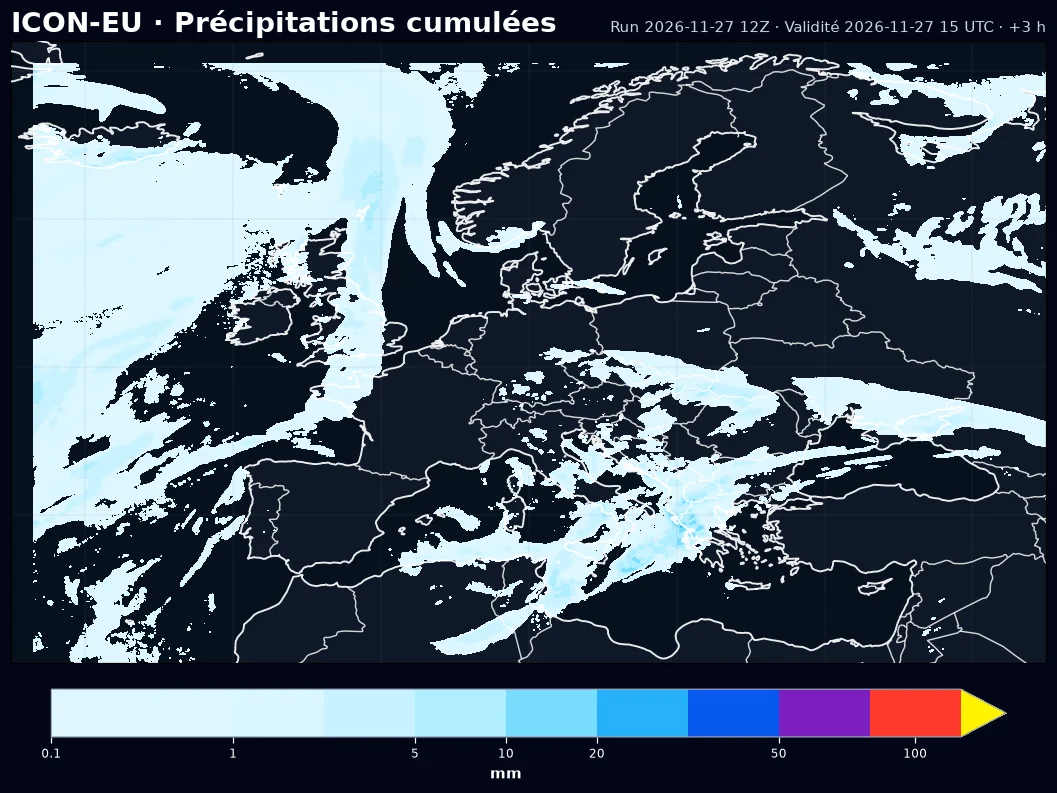 ICON-EU · Précipitations cumulées
Run 2026-11-27 12Z · Validité 2026-11-27 15 UTC · +3 h
0.1 1 5 10 20 50 100
mm